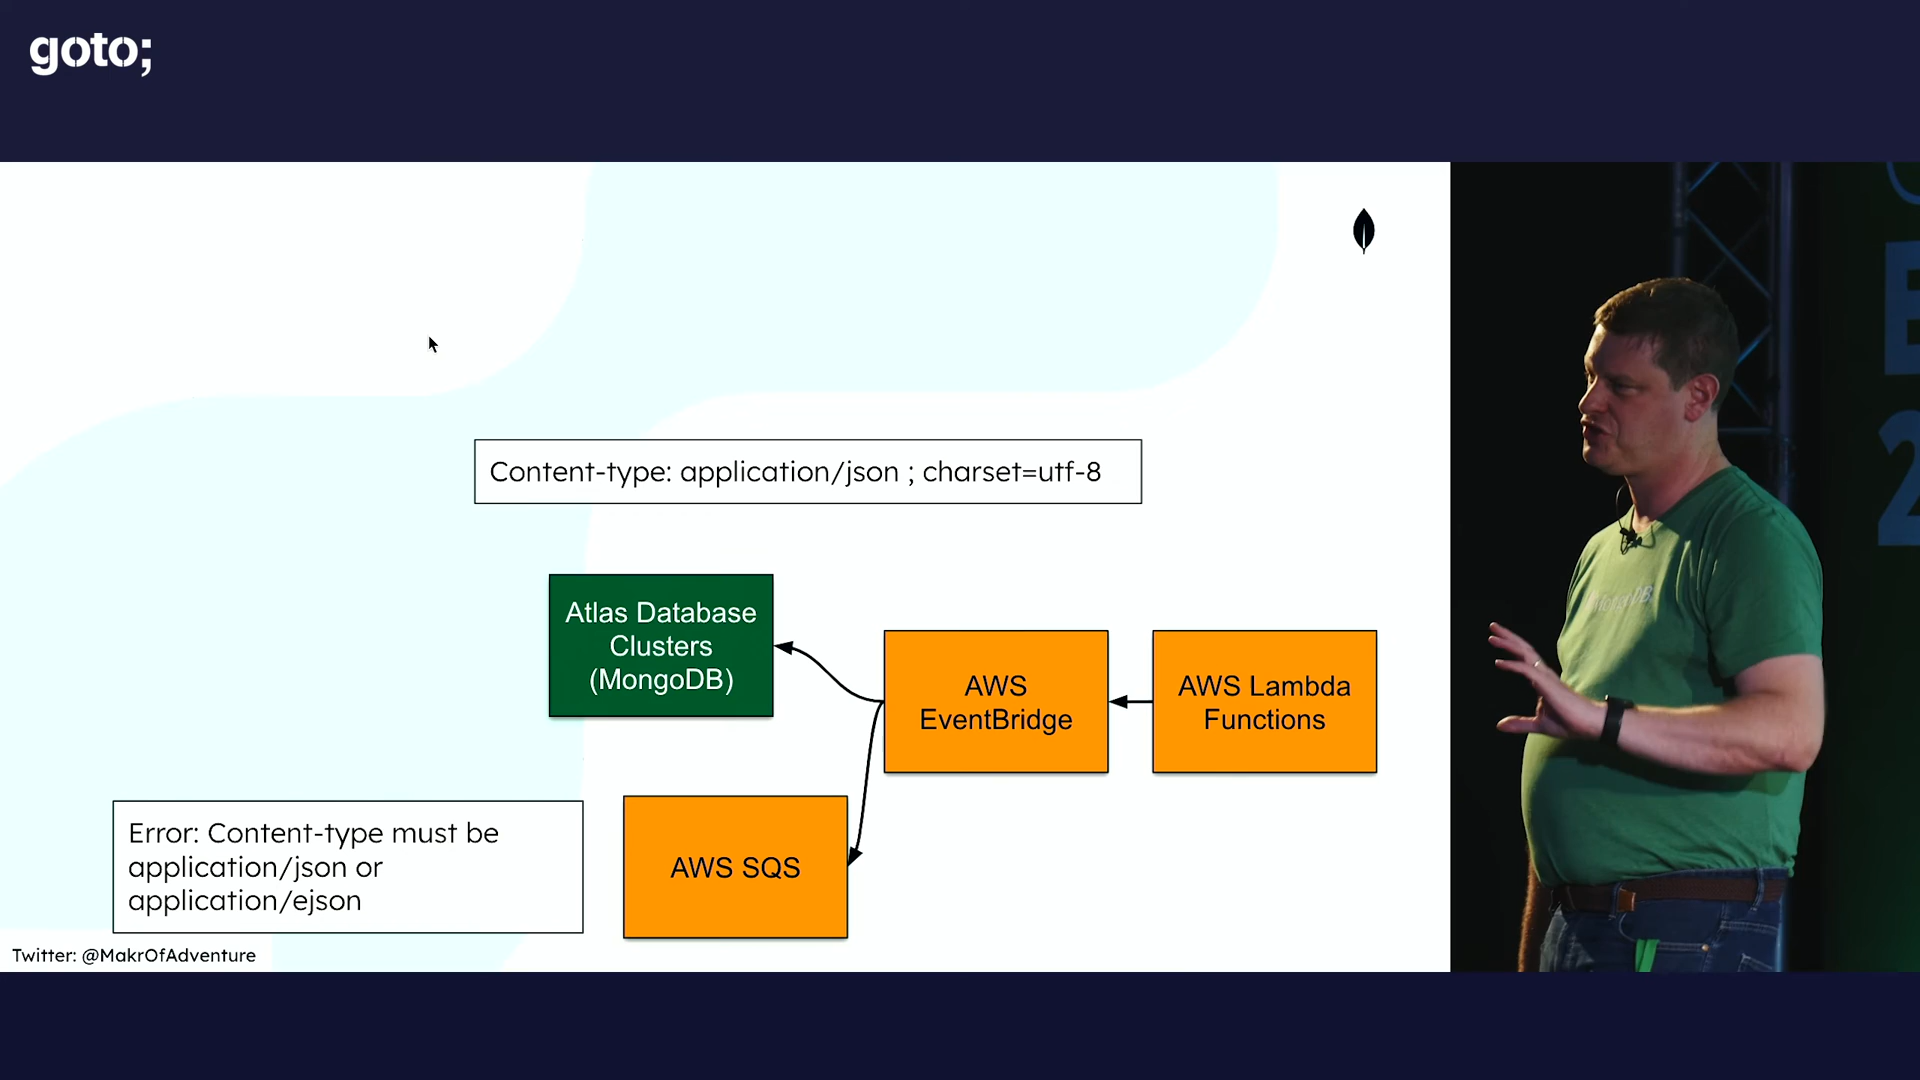 goto;
Content-type: application/json ; charset=utf-8
Atlas Database
Clusters
(MongoDB)
AWS
EventBridge
AWS Lambda
Functions
Error: Content-type must be
application/json or
application/ejson
AWS SQS
Twitter: @MakrOfAdventure
MongoDB